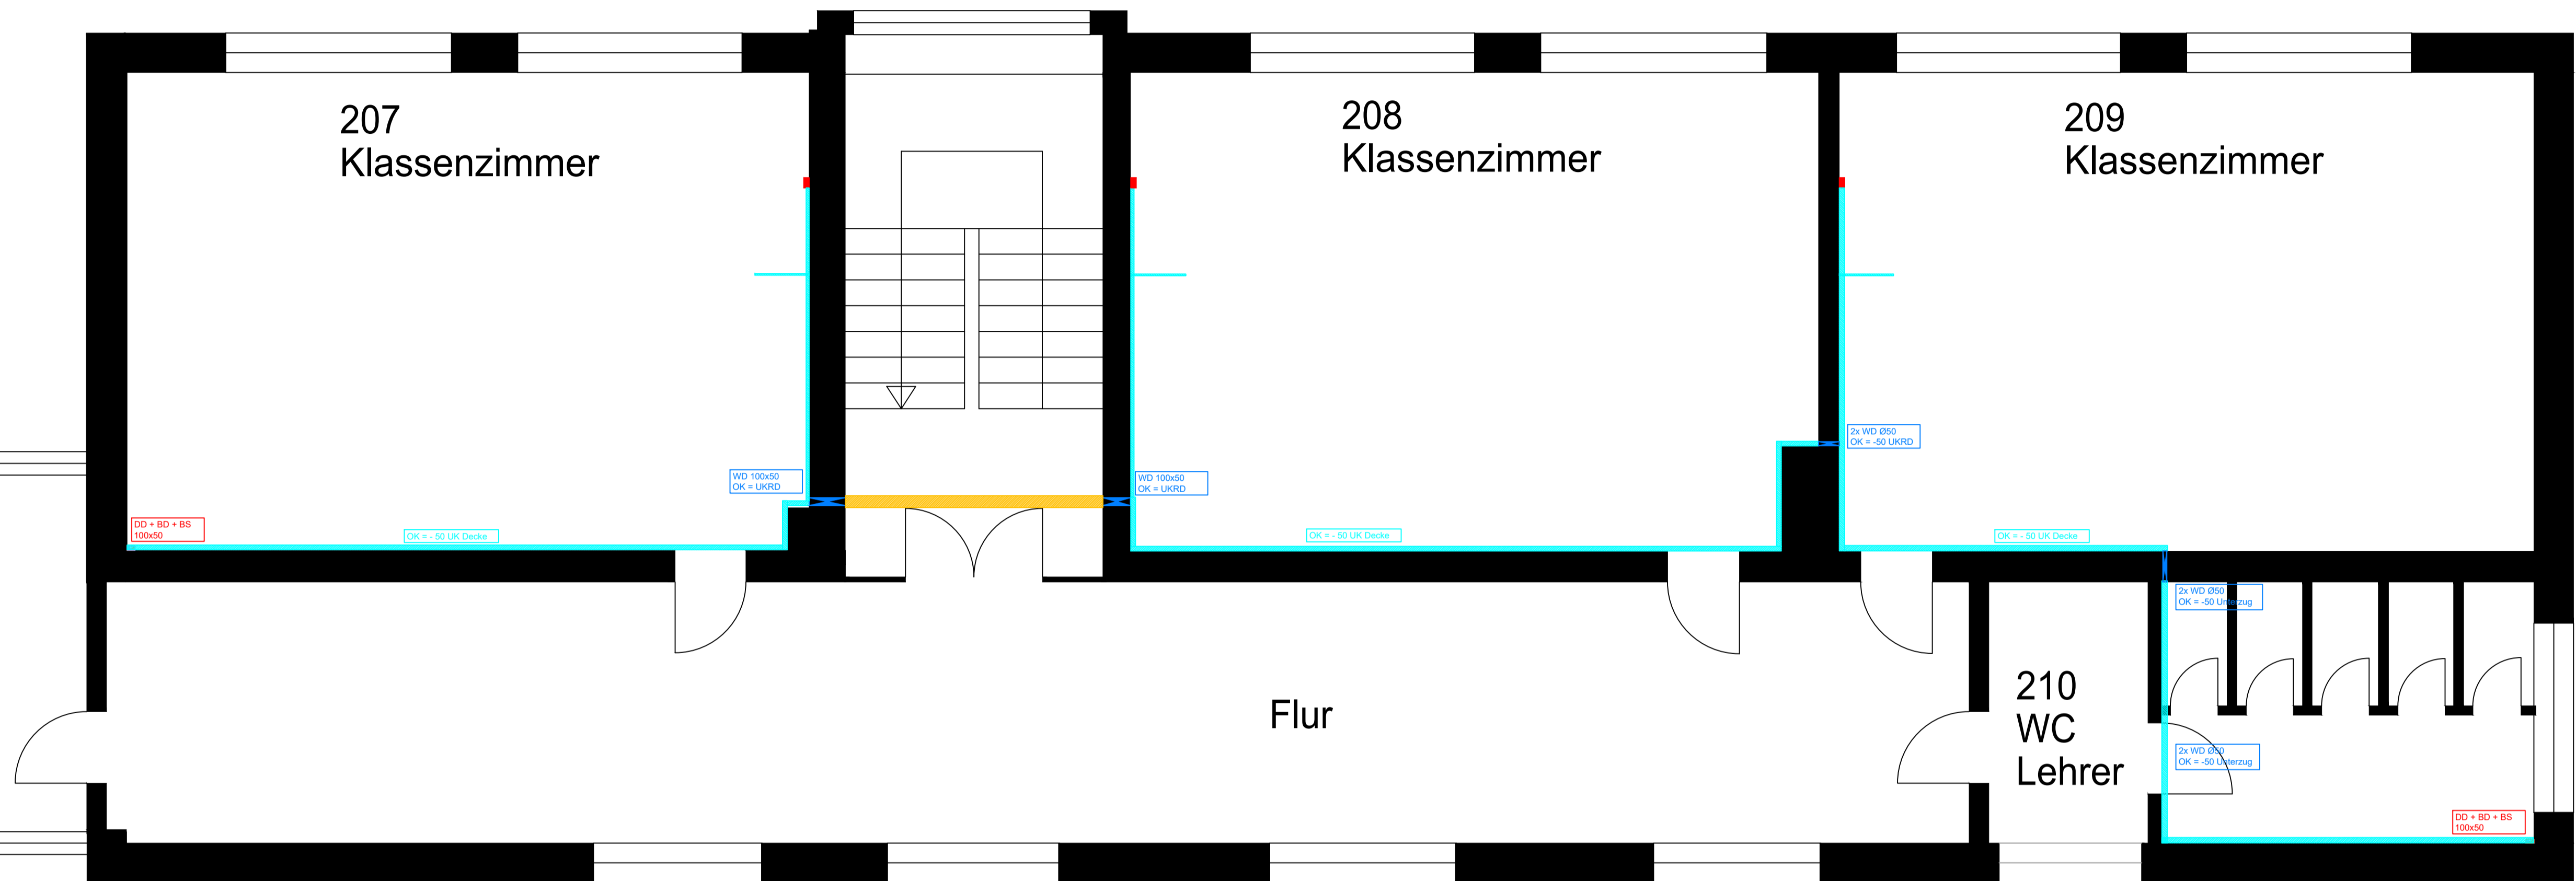 207
Klassenzimmer
208
Klassenzimmer
209
Klassenzimmer
2x WD Ø50
OK = -50 UKRD
WD 100x50
OK = UKRD
WD 100x50
OK = UKRD
DD + BD + BS
100x50
OK = - 50 UK Decke
OK = - 50 UK Decke
OK = - 50 UK Decke
2x WD Ø50
OK = -50 Unterzug
Flur
210
WC
Lehrer
2x WD Ø50
OK = -50 Unterzug
DD + BD + BS
100x50